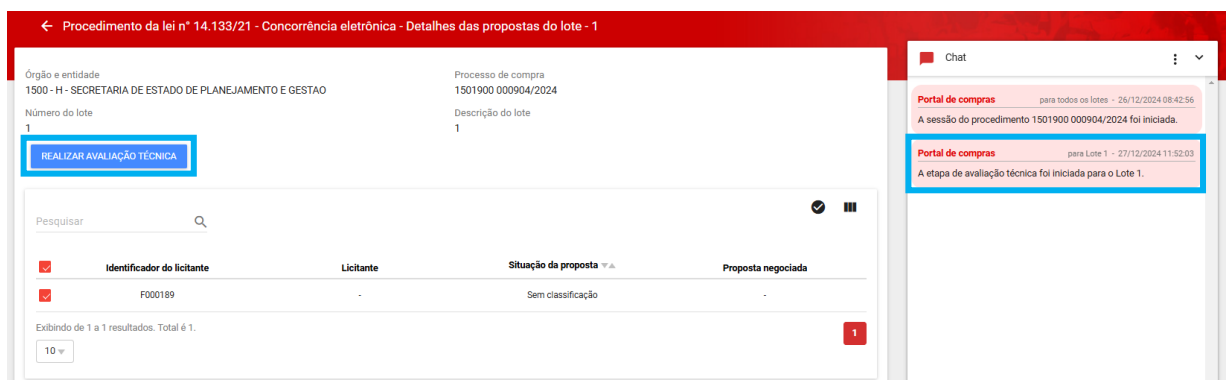 Procedimento da lei n° 14.133/21 - Concorrência eletrônica - Detalhes das propostas do lote - 1
Órgão e entidade
1500 - H - SECRETARIA DE ESTADO DE PLANEJAMENTO E GESTAO
Processo de compra
1501900 000904/2024
Número do lote
1
Descrição do lote
1
REALIZAR AVALIAÇÃO TÉCNICA
Pesquisar
Identificador do licitante Licitante Situação da proposta Proposta negociada
F000189 - Sem classificação -
Exibindo de 1 a 1 resultados. Total é 1.
1
10
Chat
Portal de compras para todos os lotes - 26/12/2024 08:42:56
A sessão do procedimento 1501900 000904/2024 foi iniciada.
Portal de compras para Lote 1 - 27/12/2024 11:52:03
A etapa de avaliação técnica foi iniciada para o Lote 1.